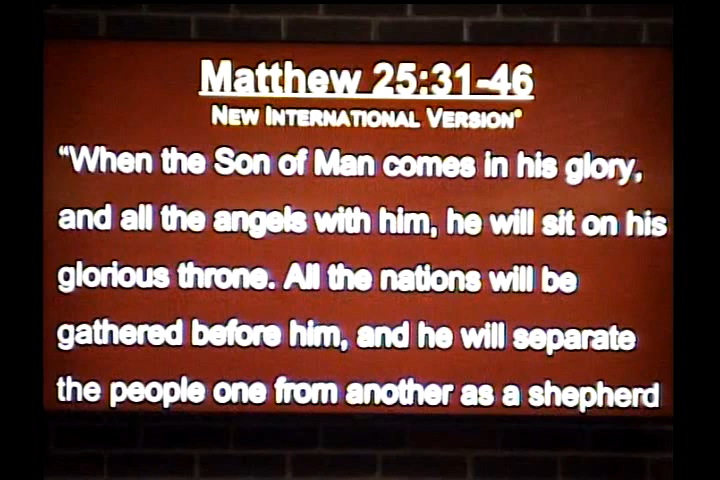 Matthew 25:31-46
NEW INTERNATIONAL VERSION
“When the Son of Man comes in his glory,
and all the angels with him, he will sit on his
glorious throne. All the nations will be
gathered before him, and he will separate
the people one from another as a shepherd